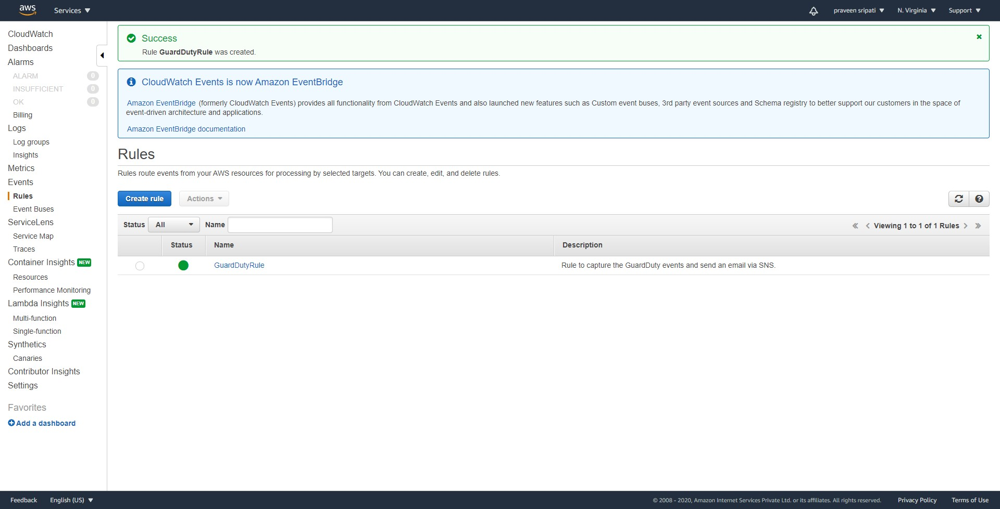 aws
Services
praveen sripati
N. Virginia
Support
CloudWatch
Dashboards
Alarms
ALARM 0
INSUFFICIENT 0
OK 0
Billing
Logs
Log groups
Insights
Metrics
Events
Rules
Event Buses
ServiceLens
Service Map
Traces
Container Insights NEW
Resources
Performance Monitoring
Lambda Insights NEW
Multi-function
Single-function
Synthetics
Canaries
Contributor Insights
Settings
Favorites
Add a dashboard
Success
Rule GuardDutyRule was created.
CloudWatch Events is now Amazon EventBridge
Amazon EventBridge (formerly CloudWatch Events) provides all functionality from CloudWatch Events and also launched new features such as Custom event buses, 3rd party event sources and Schema registry to better support our customers in the space of
event-driven architecture and applications.
Amazon EventBridge documentation
Rules
Rules route events from your AWS resources for processing by selected targets. You can create, edit, and delete rules.
Create rule
Actions
Status All Name
« < Viewing 1 to 1 of 1 Rules > »
Status Name Description
GuardDutyRule Rule to capture the GuardDuty events and send an email via SNS.
Feedback
English (US)
© 2008 - 2020, Amazon Internet Services Private Ltd. or its affiliates. All rights reserved.
Privacy Policy
Terms of Use